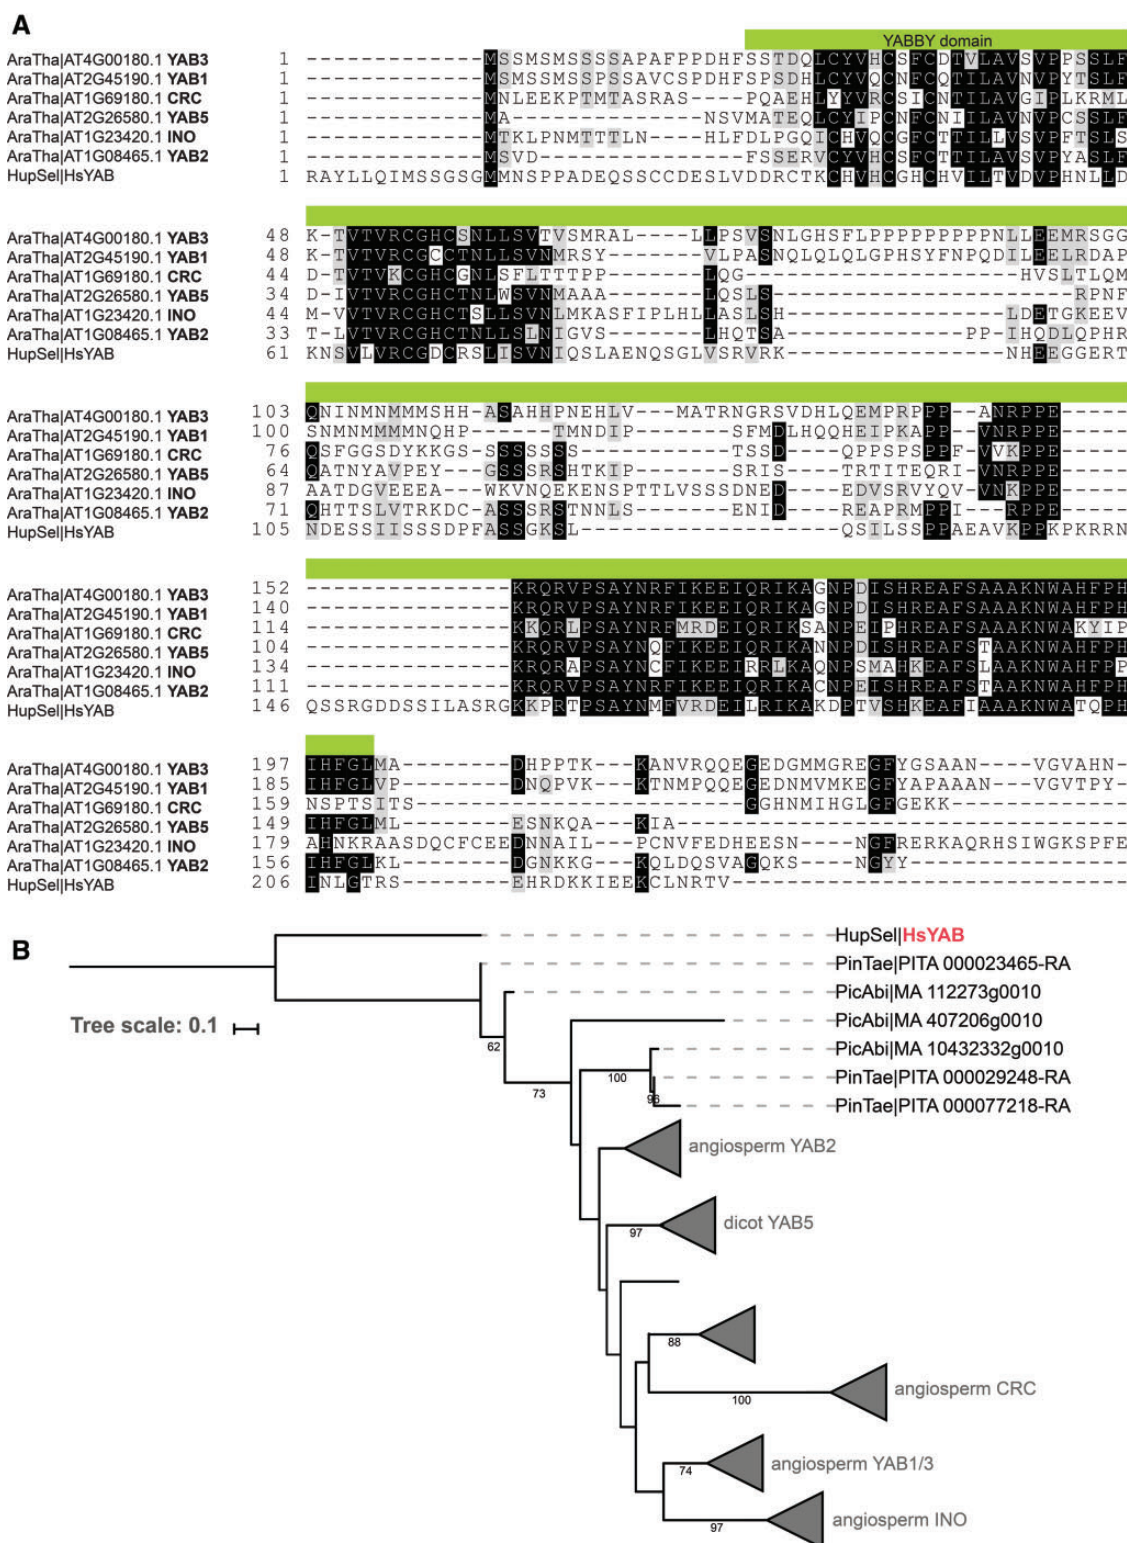 A
YABBY domain
AraTha|AT4G00180.1 YAB3 1 -------------MSSMSMSSSSAPAFPPDHFSSTDQLCYVHCSFCDTVLAVSVPPSSLF
AraTha|AT2G45190.1 YAB1 1 -------------MSMSSMSSPSSAVCSPDHFSPSDHLCYVQCNFCQTILAVNVPYTSLF
AraTha|AT1G69180.1 CRC 1 -------------MNLEEKPTMTASRAS---PQAEHLYYVRCSICNTILAVGIPLKRML
AraTha|AT2G26580.1 YAB5 1 -------------MA----------NSVMATEQLCYIPCNFCNIILAVNVPCSSLF
AraTha|AT1G23420.1 INO 1 -------------MTKLPNMTTTLN----HLFDLPGQICHVQCGFCTTILLVSVPFTSLS
AraTha|AT1G08465.1 YAB2 1 -------------MSVD---------------FSSERVCYVHCSFCTTILAVSVPYASLF
HupSel|HsYAB 1 RAYLLQIMSSGSGMMNSPPADEQSSCCDESLVDDRCTKCHVHCGHCHVILTVDVPHNLLD
AraTha|AT4G00180.1 YAB3 48 K-TVTVRCGHCSNLLSVTVSMRAL----LLPSVSNLGHSFLPPPPPPPPPNLLEEMRSGG
AraTha|AT2G45190.1 YAB1 48 K-TVTVRCGCCTNLLSVNMRSY------VLPASNQLQLQLGPHSYFNPQDILEELRDAP
AraTha|AT1G69180.1 CRC 44 D-TVTVKCGHCGNLSFLTTTPP-------LQG--------------------HVSLTLQM
AraTha|AT2G26580.1 YAB5 34 D-IVTVRCGHCTNLWSVNMAAA-------LQSLS----------------------RPNF
AraTha|AT1G23420.1 INO 44 M-VVTVRCGHCTSLLSVNLMKASFIPLHLLASLSH----------------LDETGKEEV
AraTha|AT1G08465.1 YAB2 33 T-LVTVRCGHCTNLLSLNIGVS-------LHQTSA--------------PP-IHQDLQPHR
HupSel|HsYAB 61 KNSVLVRCGDCRSLISVNIQSLAENQSGLVSRVRK----------------NHEEGGERT
AraTha|AT4G00180.1 YAB3 103 QNINMNMMMSHH-ASAHHPNEHLV---MATRNGRSVDHLQEMPRPPP--ANRPPE-----
AraTha|AT2G45190.1 YAB1 100 SNMNMMMMNQHP------TMNDIP------SFMDLHQQHEIPKAPP--VNRPPE-----
AraTha|AT1G69180.1 CRC 76 QSFGGSDYKKGS-SSSSSS------------TSSD---QPPSPSPPF-VVKPPE-----
AraTha|AT2G26580.1 YAB5 64 QATNYAVPEY---GSSSRSHTKIP------SRIS---TRTITEQRI-VNRPPE-----
AraTha|AT1G23420.1 INO 87 AATDGVEEEA---WKVNQEKENSPTTLVSSSDNED----EDVSRVYQV-VNKPPE-----
AraTha|AT1G08465.1 YAB2 71 QHTTSLVTRKDC-ASSSRSTNNLS------ENID----REAPRMPPI---RPPE-----
HupSel|HsYAB 105 NDESSIISSSDPFASSGKSL------------------QSILSSPPAEAVKPPKPKRRN
AraTha|AT4G00180.1 YAB3 152 ---------------KRQRVPSAYNRFIKEEIQRIKAGNPDISHREAFSAAAKNWAHFPH
AraTha|AT2G45190.1 YAB1 140 ---------------KRQRVPSAYNRFIKEEIQRIKAGNPDISHREAFSAAAKNWAHFPH
AraTha|AT1G69180.1 CRC 114 ---------------KKQRLPSAYNRFMRDEIQRIKSANPEIPHREAFSAAAKNWAKYIP
AraTha|AT2G26580.1 YAB5 104 ---------------KRQRVPSAYNQFIKEEIQRIKANNPDISHREAFSTAAKNWAHFPH
AraTha|AT1G23420.1 INO 134 ---------------KRQRAPSAYNCFIKEEIRRLKAQNPSMAHKEAFSLAAKNWAHFPP
AraTha|AT1G08465.1 YAB2 111 ---------------KRQRVPSAYNRFIKEEIQRIKACNPEISHREAFSTAAKNWAHFPH
HupSel|HsYAB 146 QSSRGDDSSILASRGKKPRTPSAYNMFVRDEILRIKAKDPTVSHKEAFIAAAKNWATQPH
AraTha|AT4G00180.1 YAB3 197 IHFGLMA--------DHPPTK---KANVRQQEGEDGMMGREGFYGSAAN---VGVAHN-
AraTha|AT2G45190.1 YAB1 185 IHFGLVP--------DNQPVK---KTNMPQQEGEDNMVMKEGFYAPAAAN--VGVTPY-
AraTha|AT1G69180.1 CRC 159 NSPTSITS------------------------GGHNMIHGLGFGEKK------------
AraTha|AT2G26580.1 YAB5 149 IHFGLML--------ESNKQA---KIA--------------------------------
AraTha|AT1G23420.1 INO 179 AHNKRAASDQCFCEEDNNAIL---PCNVFEDHEESN----NGFRERKAQRHSIWGKSPFE
AraTha|AT1G08465.1 YAB2 156 IHFGLKL--------DGNKKG---KQLDQSVAGQKS----NGYY---------------
HupSel|HsYAB 206 INLGTRS--------EHRDKKIEEKCLNRTV----------------------------
B
HupSel|HsYAB
PinTae|PITA 000023465-RA
PicAbi|MA 112273g0010
Tree scale: 0.1
PicAbi|MA 407206g0010
62
PicAbi|MA 10432332g0010
100
PinTae|PITA 000029248-RA
73
PinTae|PITA 000077218-RA
angiosperm YAB2
dicot YAB5
97
88
angiosperm CRC
100
angiosperm YAB1/3
74
angiosperm INO
97